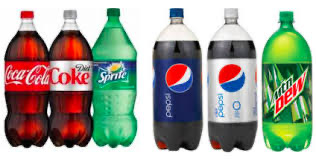 Coca-Cola
Diet
Coke
Sprite
pepsi
pepsi
mtn
DEW